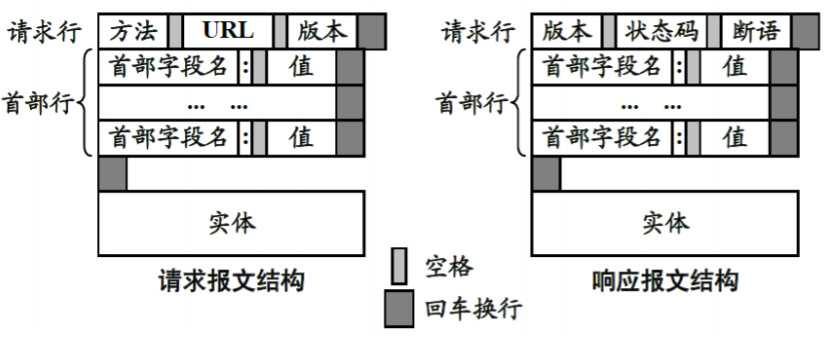 请求行 方法 URL 版本
首部行 首部字段名 : 值
... ...
首部字段名 : 值
实体
请求报文结构
请求行 版本 状态码 断语
首部行 首部字段名 : 值
... ...
首部字段名 : 值
实体
响应报文结构
空格
回车换行